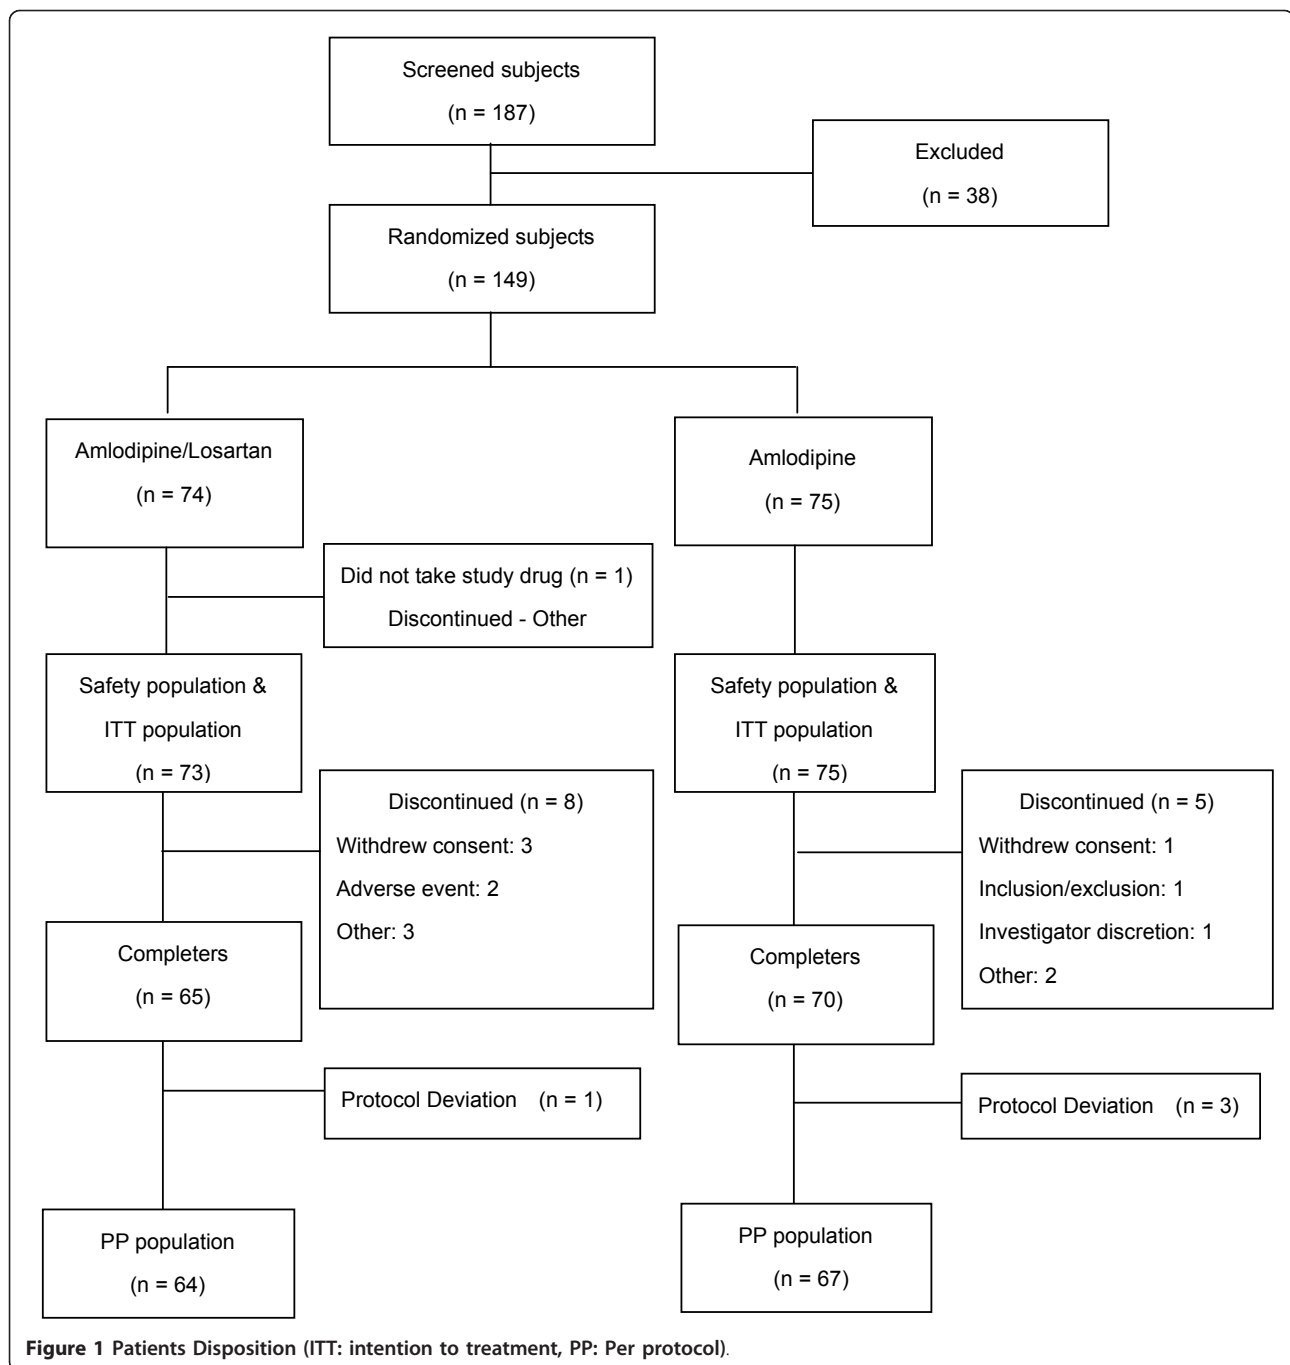 Screened subjects
(n = 187)
Excluded
(n = 38)
Randomized subjects
(n = 149)
Amlodipine/Losartan
(n = 74)
Amlodipine
(n = 75)
Did not take study drug (n = 1)
Discontinued - Other
Safety population &
ITT population
(n = 73)
Safety population &
ITT population
(n = 75)
Discontinued (n = 8)
Withdrew consent: 3
Adverse event: 2
Other: 3
Discontinued (n = 5)
Withdrew consent: 1
Inclusion/exclusion: 1
Investigator discretion: 1
Other: 2
Completers
(n = 65)
Completers
(n = 70)
Protocol Deviation (n = 1)
Protocol Deviation (n = 3)
PP population
(n = 64)
PP population
(n = 67)
Figure 1 Patients Disposition (ITT: intention to treatment, PP: Per protocol).